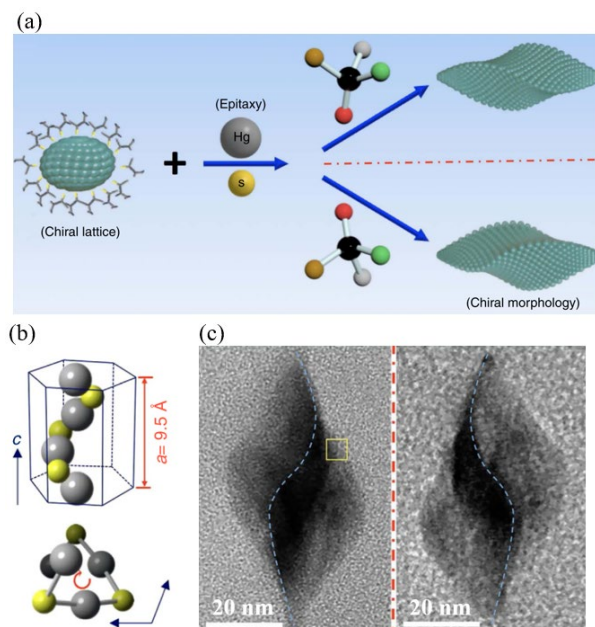 (a)
(Epitaxy)
Hg
s
+
(Chiral lattice)
(Chiral morphology)
(b)
c
a= 9.5 Å
(c)
20 nm
20 nm